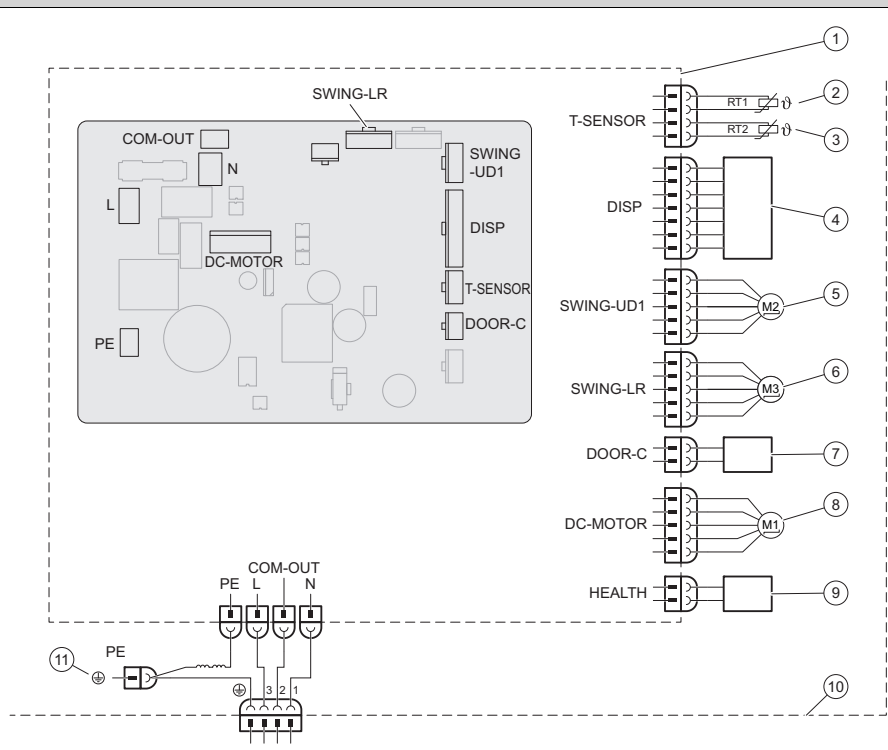 1
SWING-LR
RT1 ϑ
2
COM-OUT
T-SENSOR
RT2 ϑ
3
N
SWING
-UD1
L
DISP
4
DISP
DC-MOTOR
T-SENSOR
SWING-UD1
M2
5
DOOR-C
PE
SWING-LR
M3
6
DOOR-C
7
DC-MOTOR
M1
8
COM-OUT
PE L N
HEALTH
9
PE
11
3 2 1
10